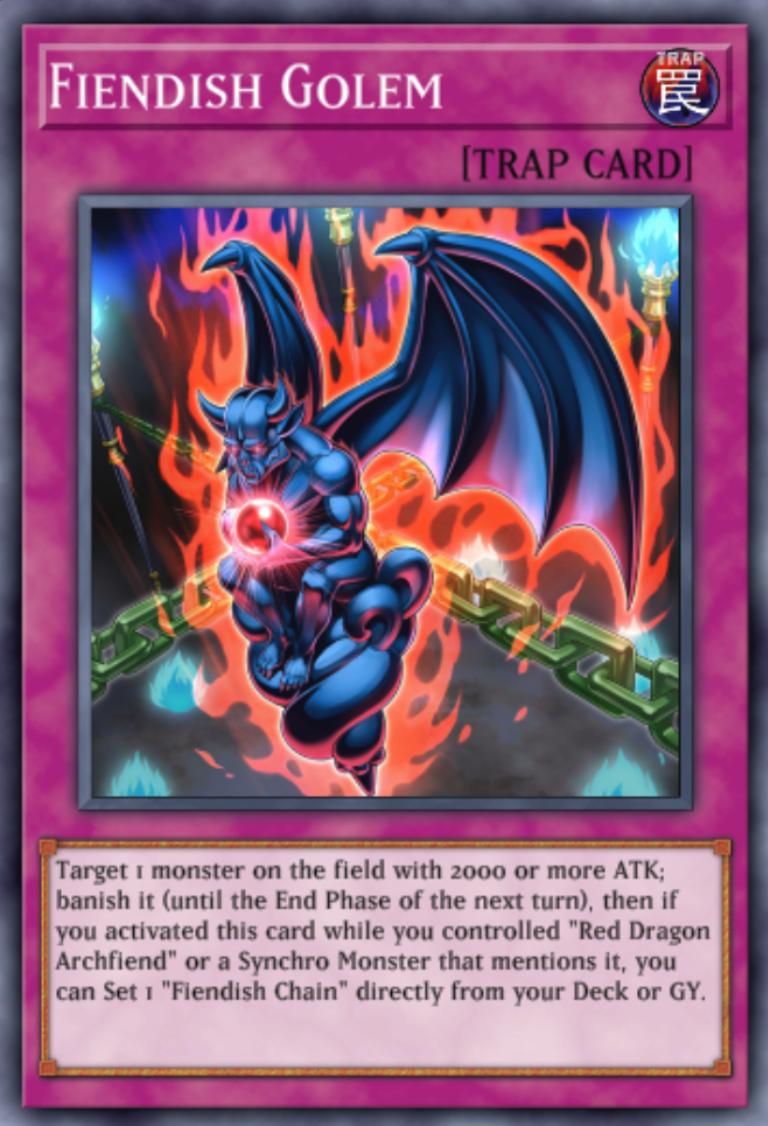 Fiendish Golem
TRAP
罠
[TRAP CARD]
Target 1 monster on the field with 2000 or more ATK;
banish it (until the End Phase of the next turn), then if
you activated this card while you controlled "Red Dragon
Archfiend" or a Synchro Monster that mentions it, you
can Set 1 "Fiendish Chain" directly from your Deck or GY.